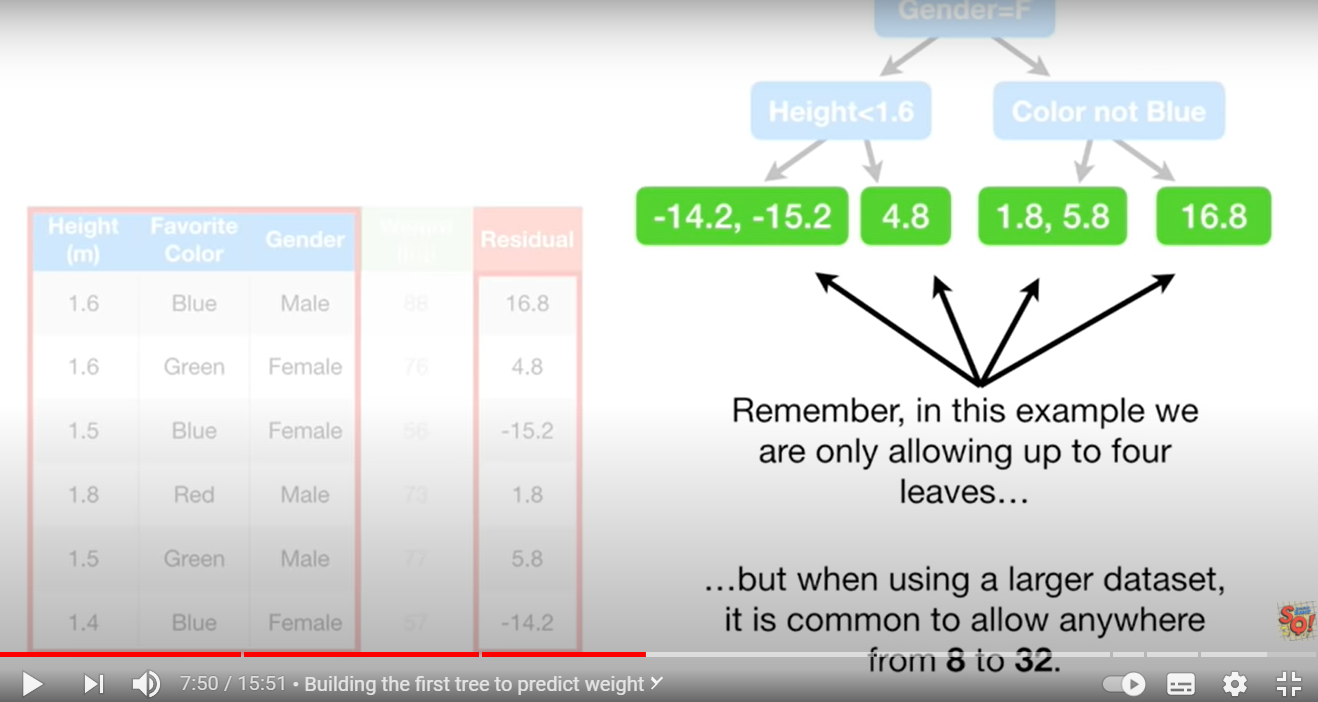 Gender=F
Height<1.6
Color not Blue
-14.2, -15.2
4.8
1.8, 5.8
16.8
Height (m) Favorite Color Gender Weight Residual
1.6 Blue Male 88 16.8
1.6 Green Female 76 4.8
1.5 Blue Female 56 -15.2
1.8 Red Male 73 1.8
1.5 Green Male 77 5.8
1.4 Blue Female 57 -14.2
Remember, in this example we
are only allowing up to four
leaves…
…but when using a larger dataset,
it is common to allow anywhere
from 8 to 32.
SQ!
7:50 / 15:51 • Building the first tree to predict weight